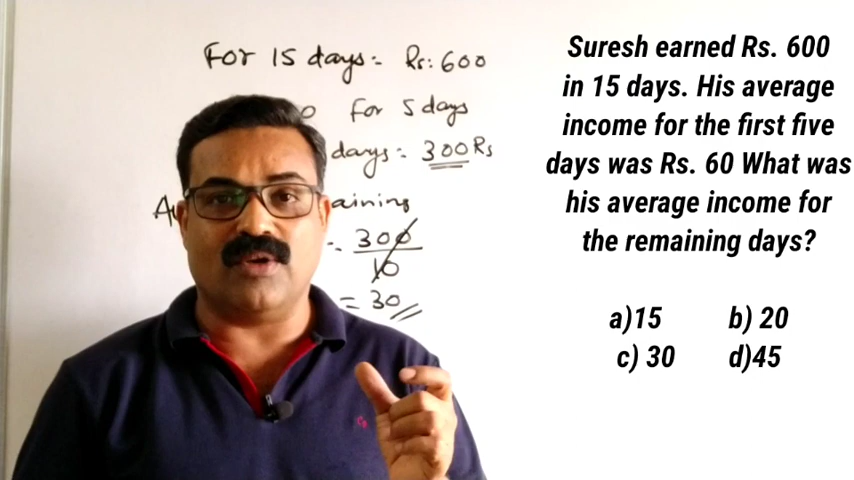 For 15 days = Rs: 600
0 for 5 days
days = 300 Rs
aining
= 300
10
= 30
Suresh earned Rs. 600
in 15 days. His average
income for the first five
days was Rs. 60 What was
his average income for
the remaining days?
a)15 b) 20
c) 30 d)45